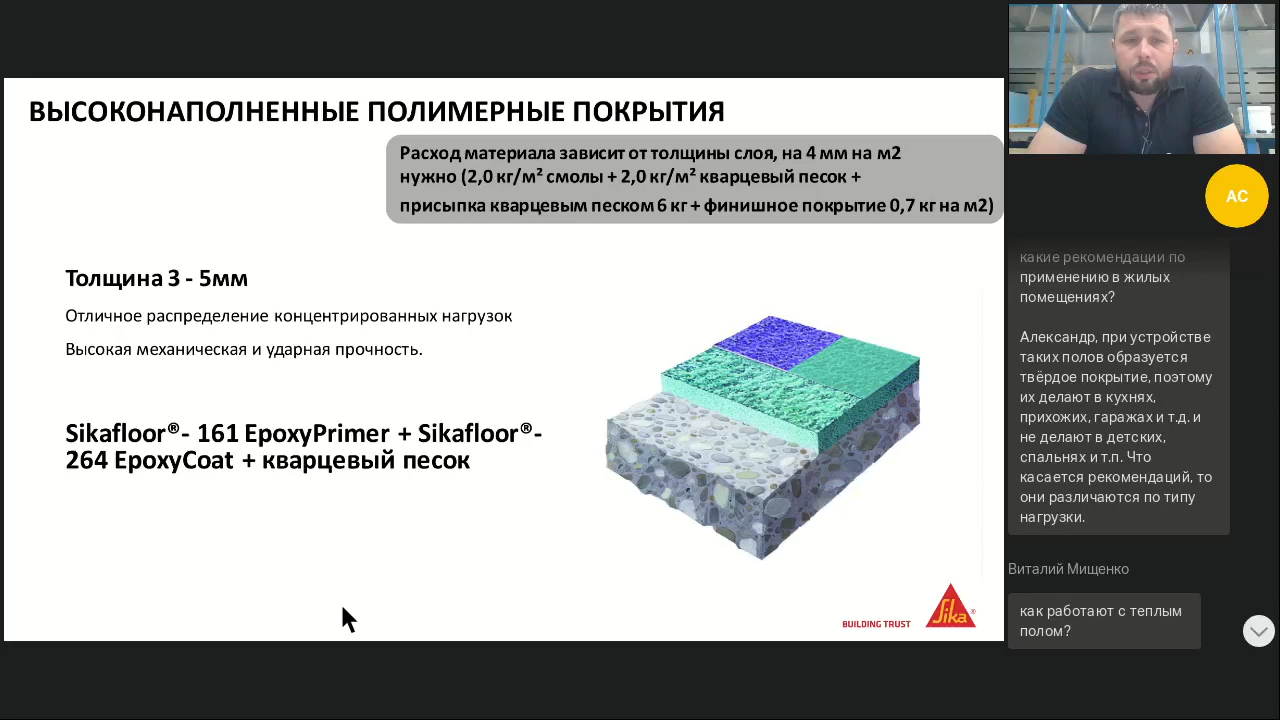 ВЫСОКОНАПОЛНЕННЫЕ ПОЛИМЕРНЫЕ ПОКРЫТИЯ
Расход материала зависит от толщины слоя, на 4 мм на м2
нужно (2,0 кг/м² смолы + 2,0 кг/м² кварцевый песок +
присыпка кварцевым песком 6 кг + финишное покрытие 0,7 кг на м2)
Толщина 3 - 5мм
Отличное распределение концентрированных нагрузок
Высокая механическая и ударная прочность.
Sikafloor®- 161 EpoxyPrimer + Sikafloor®-
264 EpoxyCoat + кварцевый песок
BUILDING TRUST
Sika®
АС
какие рекомендации по
применению в жилых
помещениях?
Александр, при устройстве
таких полов образуется
твёрдое покрытие, поэтому
их делают в кухнях,
прихожих, гаражах и т.д. и
не делают в детских,
спальнях и т.п. Что
касается рекомендаций, то
они различаются по типу
нагрузки.
Виталий Мищенко
как работают с теплым
полом?